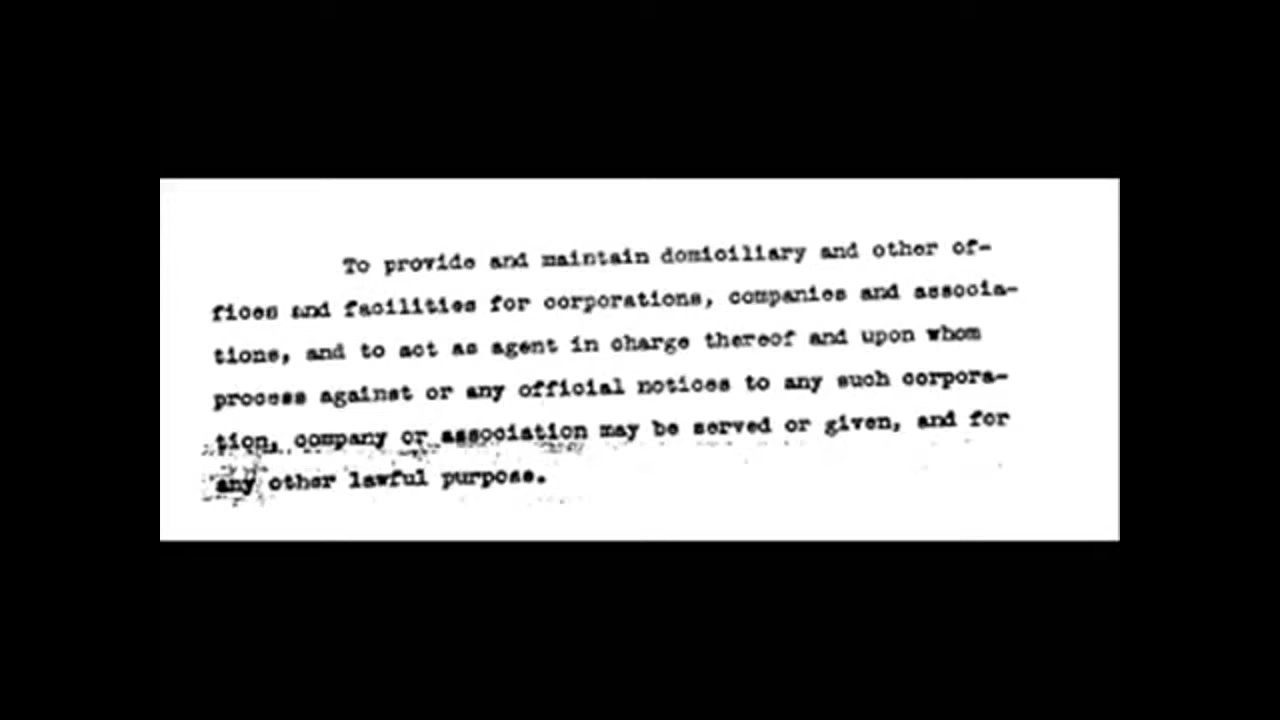 To provide and maintain domiciliary and other of-
fices and facilities for corporations, companies and associa-
tions, and to act as agent in charge thereof and upon whom
process against or any official notices to any such corpora-
tion, company or association may be served or given, and for
any other lawful purpose.